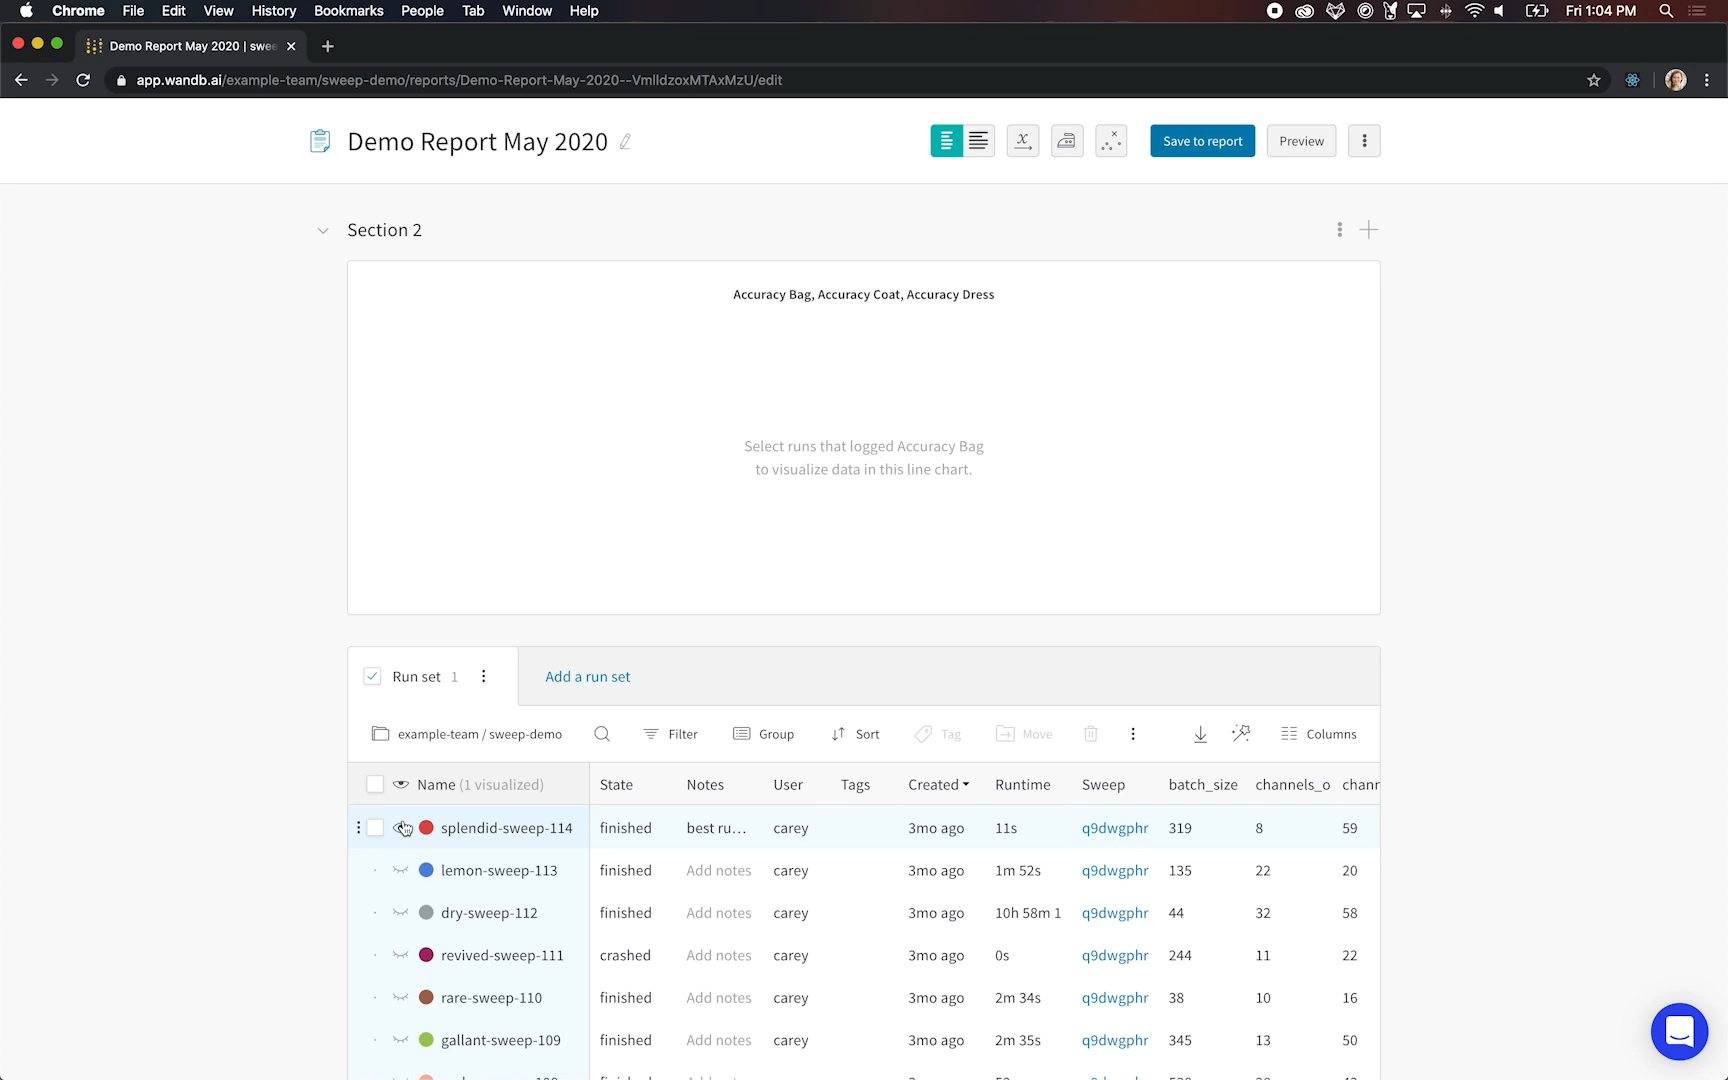 Chrome File Edit View History Bookmarks People Tab Window Help Fri 1:04 PM
Demo Report May 2020 | swee
app.wandb.ai/example-team/sweep-demo/reports/Demo-Report-May-2020--VmlldzoxMTAxMzU/edit
Demo Report May 2020 Save to report Preview
Section 2
Accuracy Bag, Accuracy Coat, Accuracy Dress
Select runs that logged Accuracy Bag
to visualize data in this line chart.
Run set 1 Add a run set
example-team / sweep-demo Filter Group Sort Tag Move Columns
Name (1 visualized) State Notes User Tags Created Runtime Sweep batch_size channels_o chanr
splendid-sweep-114 finished best ru... carey 3mo ago 11s q9dwgphr 319 8 59
lemon-sweep-113 finished Add notes carey 3mo ago 1m 52s q9dwgphr 135 22 20
dry-sweep-112 finished Add notes carey 3mo ago 10h 58m 1 q9dwgphr 44 32 58
revived-sweep-111 crashed Add notes carey 3mo ago 0s q9dwgphr 244 11 22
rare-sweep-110 finished Add notes carey 3mo ago 2m 34s q9dwgphr 38 10 16
gallant-sweep-109 finished Add notes carey 3mo ago 2m 35s q9dwgphr 345 13 50